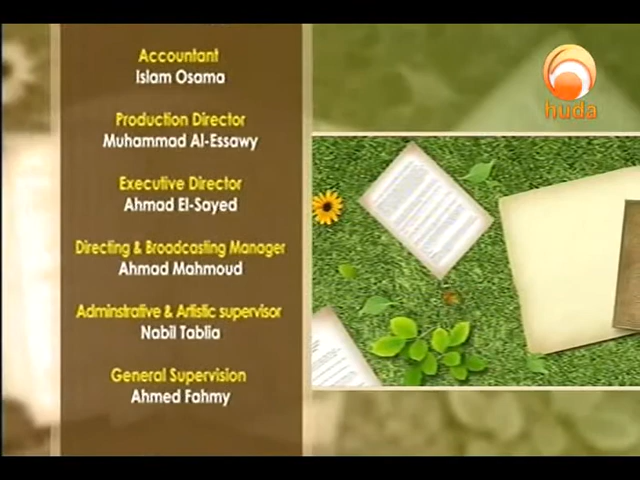 Accountant
Islam Osama
Production Director
Muhammad Al-Essawy
Executive Director
Ahmad El-Sayed
Directing & Broadcasting Manager
Ahmad Mahmoud
Adminstrative & Artistic supervisor
Nabil Tablia
General Supervision
Ahmed Fahmy
huda